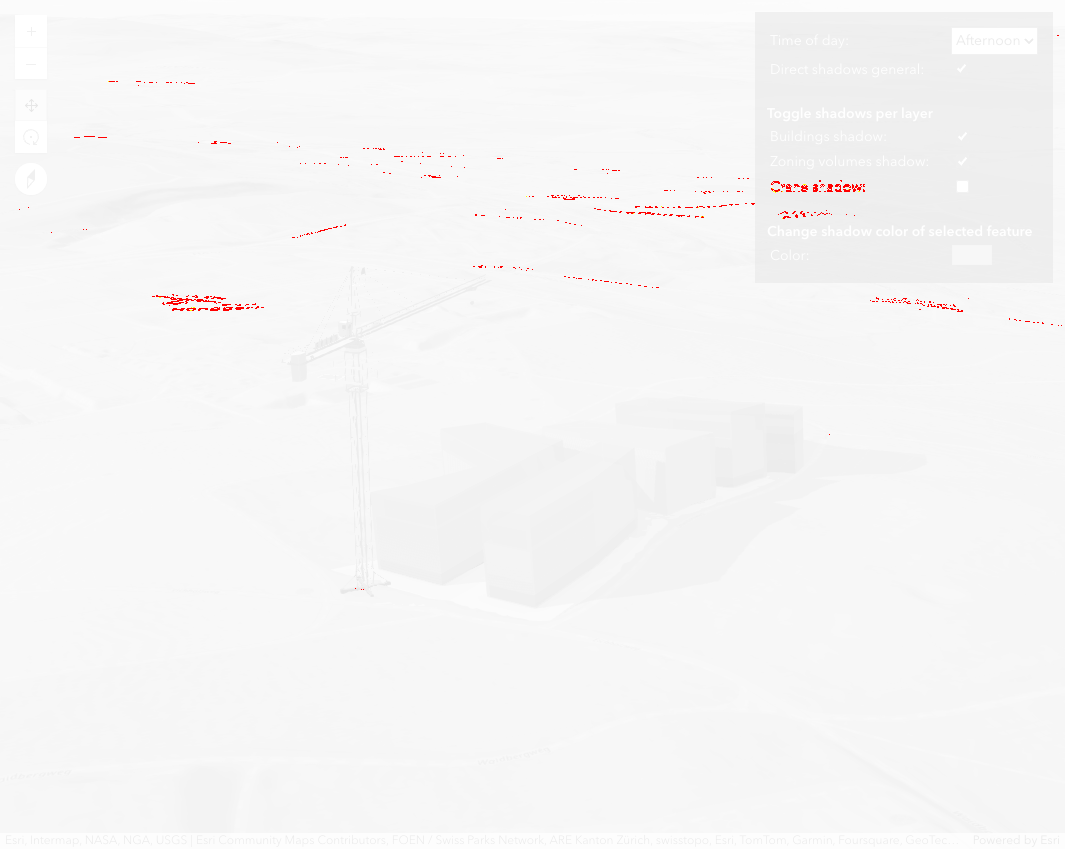 Time of day: Afternoon
Direct shadows general:
Toggle shadows per layer
Buildings shadow:
Zoning volumes shadow:
Crane shadow:
Change shadow color of selected feature
Color:
Esri, Intermap, NASA, NGA, USGS | Esri Community Maps Contributors, FOEN / Swiss Parks Network, ARE Kanton Zürich, swisstopo, Esri, TomTom, Garmin, Foursquare, GeoTec... Powered by Esri